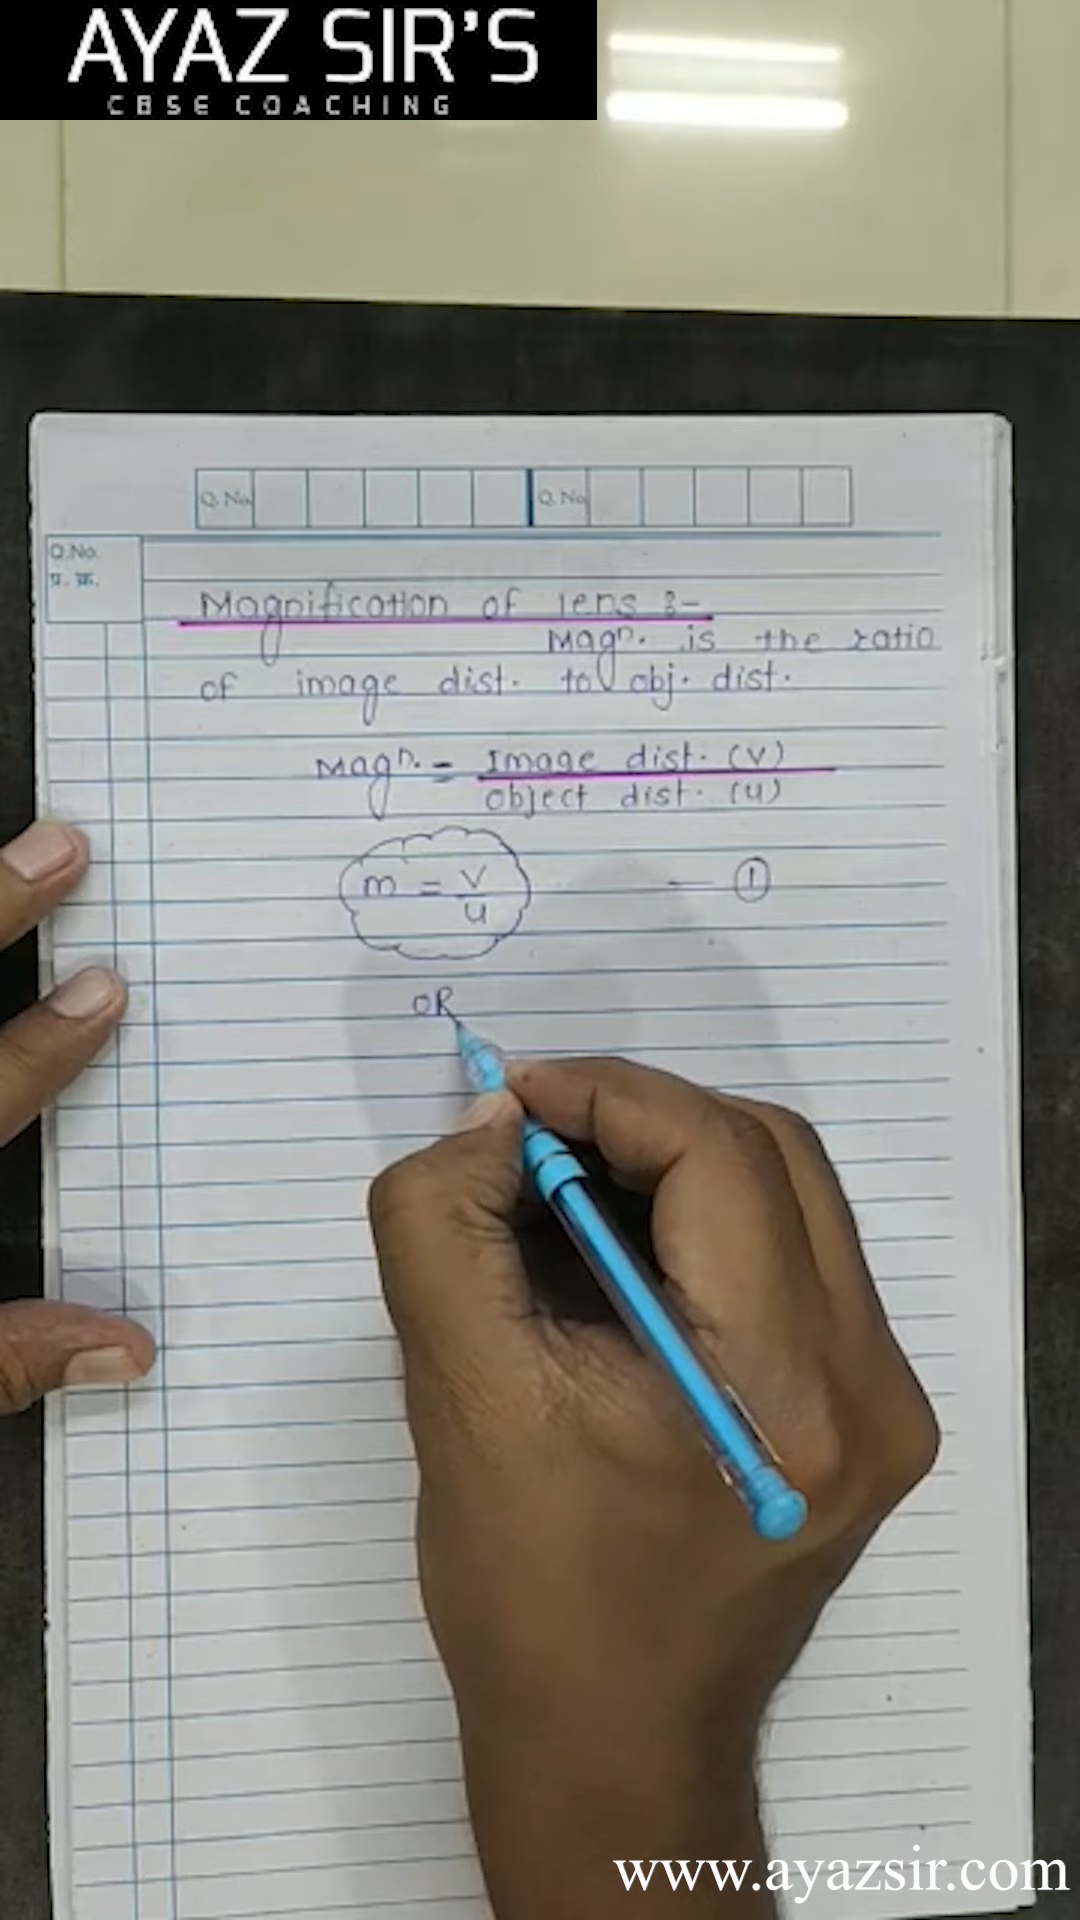 AYAZ SIR'S
CBSE COACHING
Q. No. Q. No.
Q.No.
प्र. क्र.
Magnification of lens :-
Magn. is the ratio
of image dist. to obj. dist.
Magn. = Image dist. (v)
Object dist. (u)
m = v/u — 1
OR
www.ayazsir.com